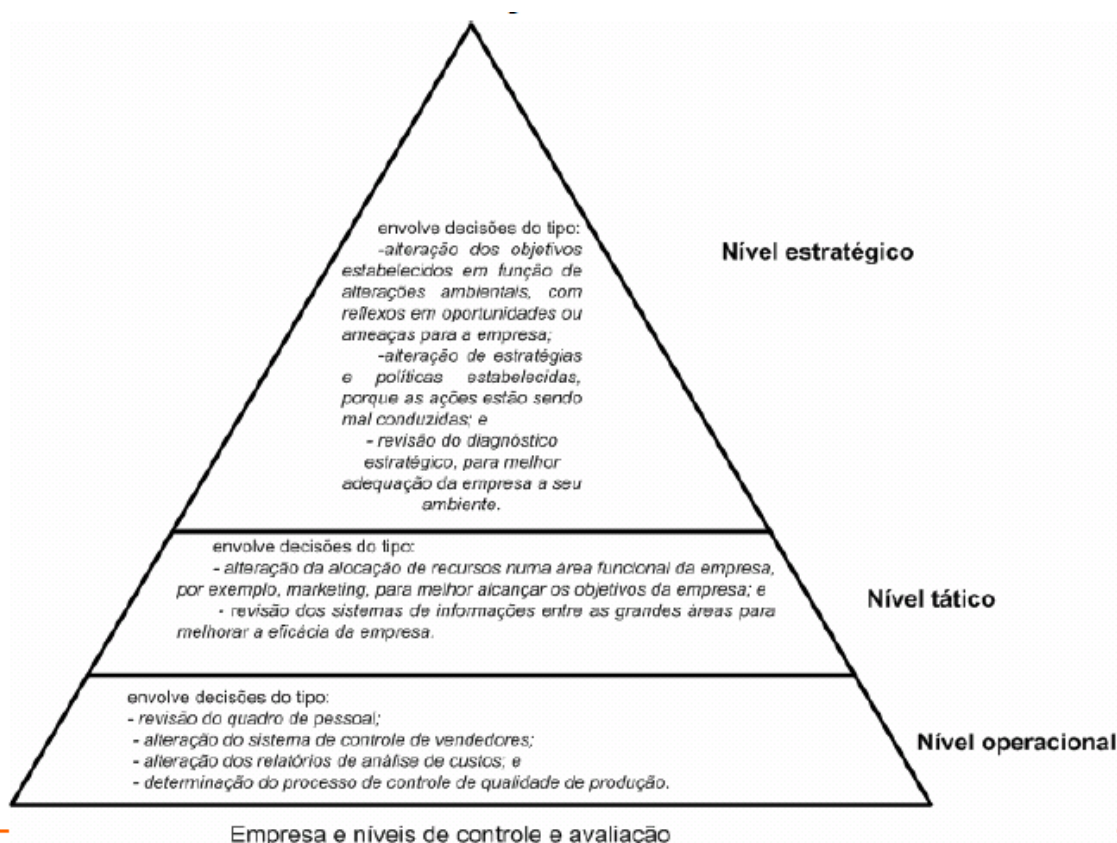 envolve decisões do tipo:
-alteração dos objetivos
estabelecidos em função de
alterações ambientais, com
reflexos em oportunidades ou
ameaças para a empresa;
-alteração de estratégias
e políticas estabelecidas,
porque as ações estão sendo
mal conduzidas; e
- revisão do diagnóstico
estratégico, para melhor
adequação da empresa a seu
ambiente.
Nível estratégico
envolve decisões do tipo:
- alteração da alocação de recursos numa área funcional da empresa,
por exemplo, marketing, para melhor alcançar os objetivos da empresa; e
- revisão dos sistemas de informações entre as grandes áreas para
melhorar a eficácia da empresa.
Nível tático
envolve decisões do tipo:
- revisão do quadro de pessoal;
- alteração do sistema de controle de vendedores;
- alteração dos relatórios de análise de custos; e
- determinação do processo de controle de qualidade de produção.
Nível operacional
Empresa e níveis de controle e avaliação